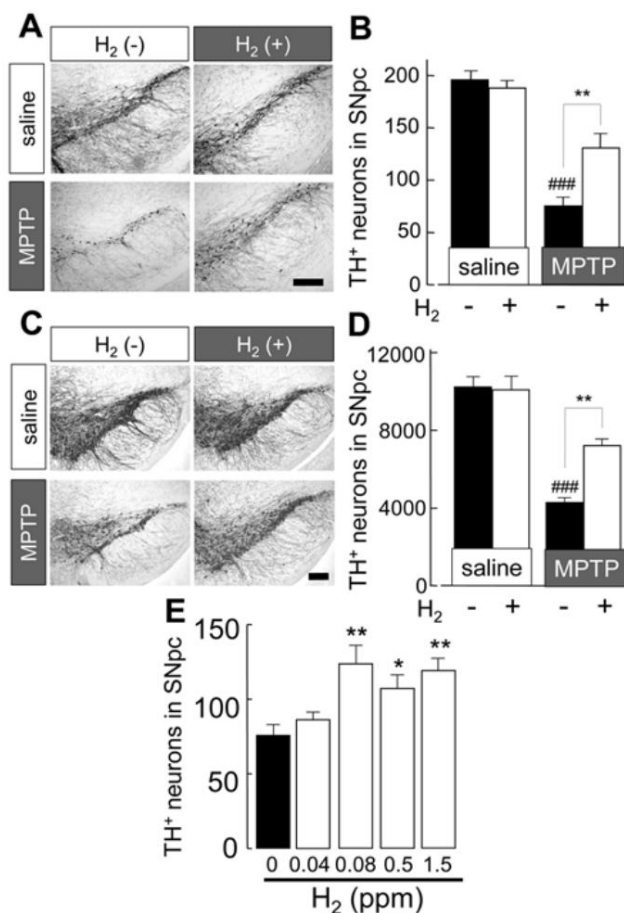 A
H₂ (-)
H₂ (+)
saline
MPTP
B
TH⁺ neurons in SNpc
200
150
100
50
0
**
###
saline
MPTP
H₂ - + - +
C
H₂ (-)
H₂ (+)
saline
MPTP
D
TH⁺ neurons in SNpc
12000
8000
4000
0
**
###
saline
MPTP
H₂ - + - +
E
TH⁺ neurons in SNpc
150
100
50
0
** * **
0 0.04 0.08 0.5 1.5
H₂ (ppm)